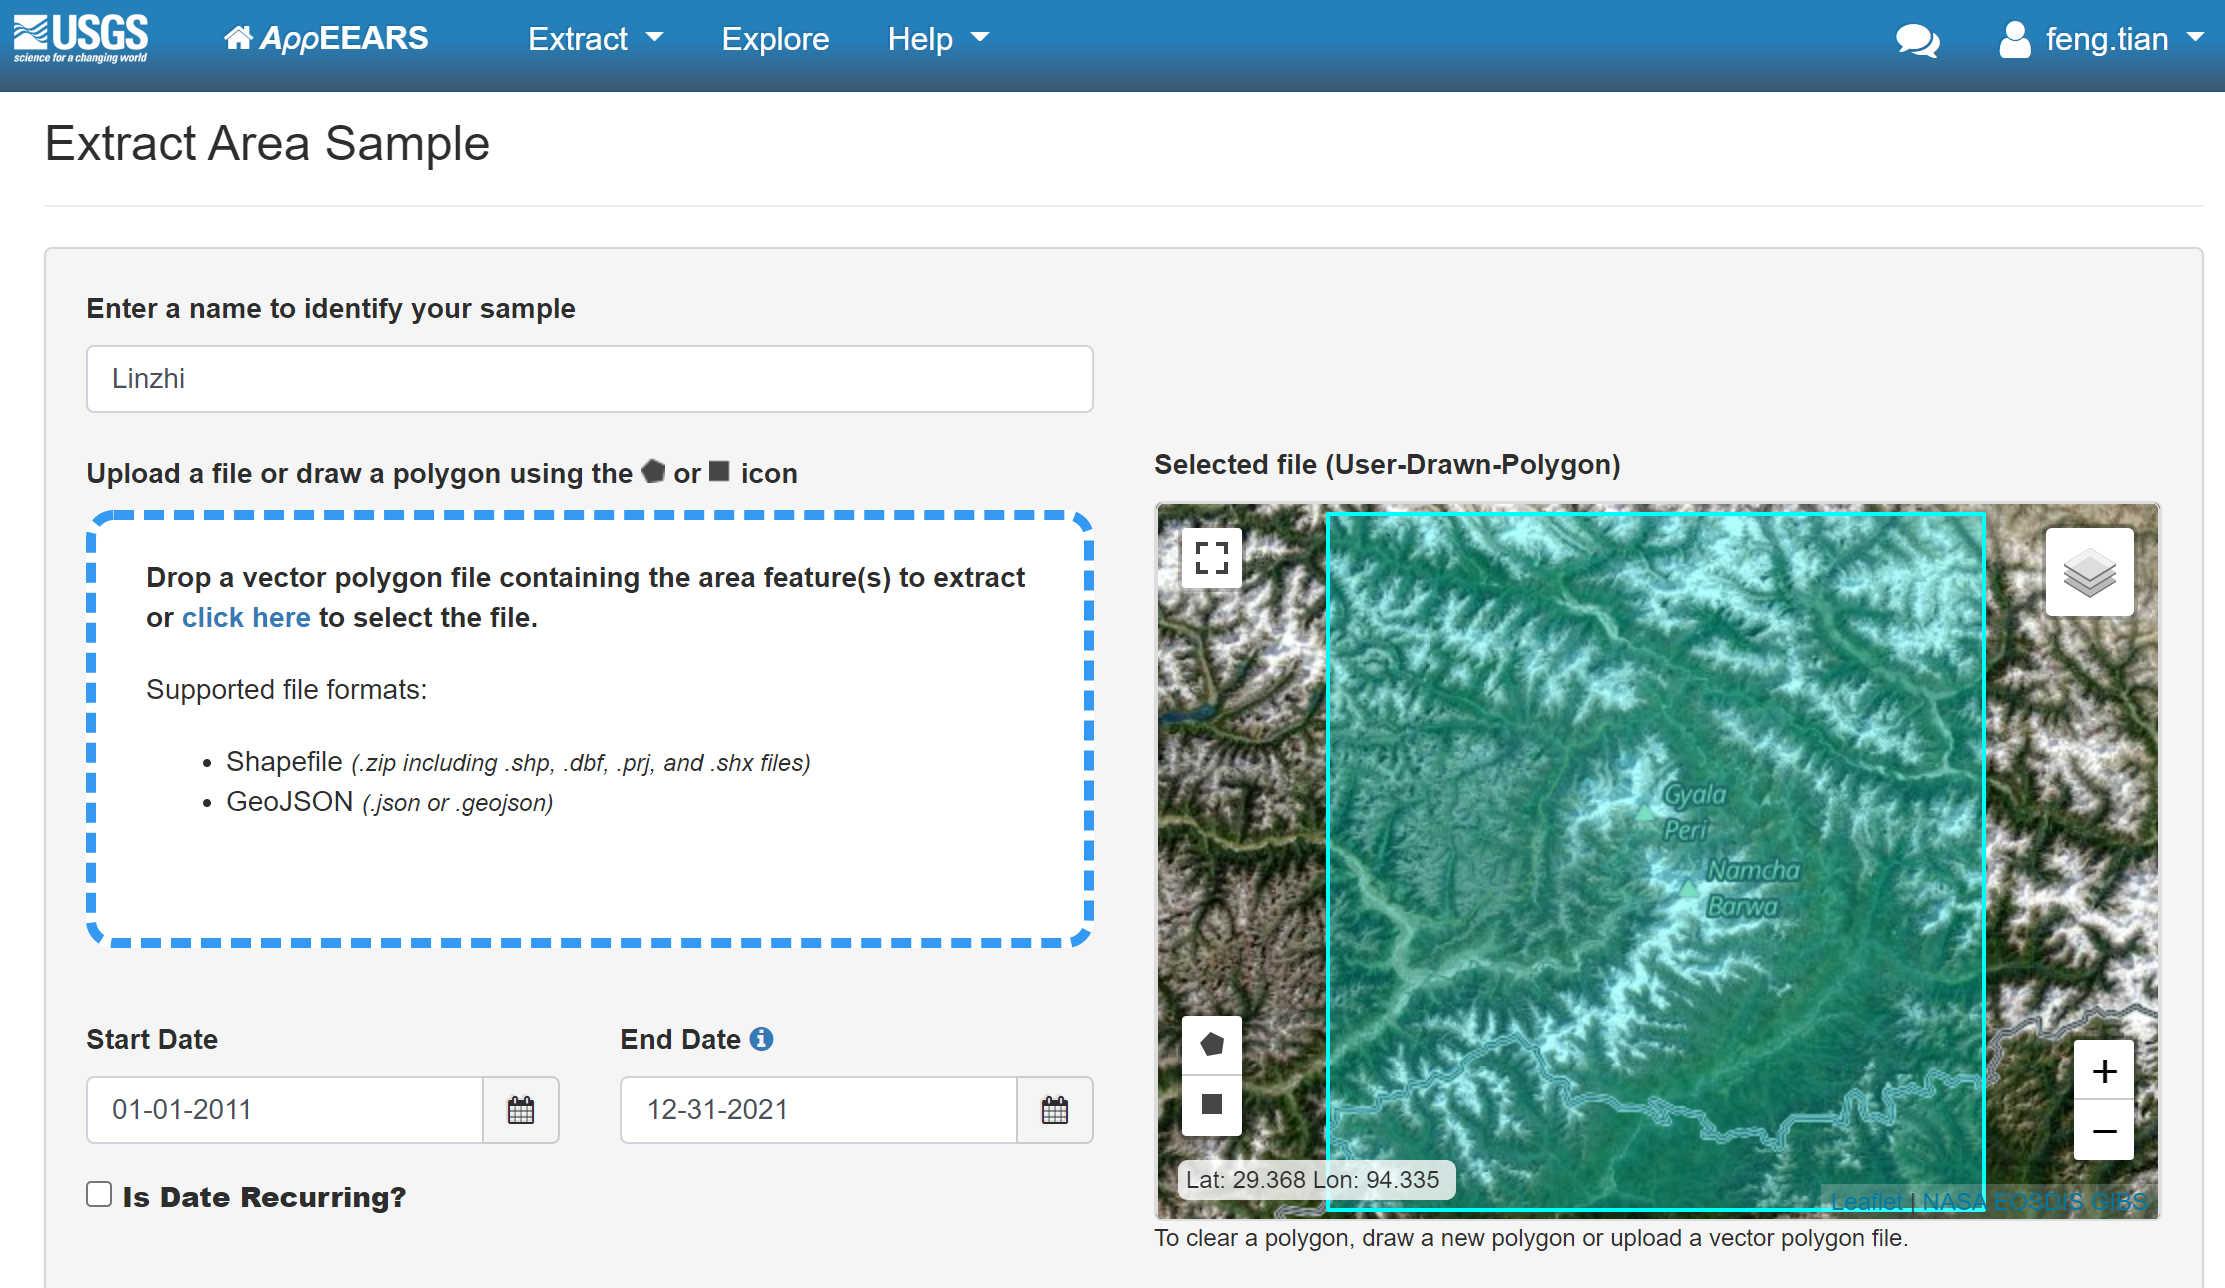 USGS
science for a changing world
AppEEARS
Extract
Explore
Help
feng.tian
Extract Area Sample
Enter a name to identify your sample
Linzhi
Upload a file or draw a polygon using the or icon
Drop a vector polygon file containing the area feature(s) to extract
or click here to select the file.
Supported file formats:
• Shapefile (.zip including .shp, .dbf, .prj, and .shx files)
• GeoJSON (.json or .geojson)
Start Date
End Date
01-01-2011
12-31-2021
Is Date Recurring?
Selected file (User-Drawn-Polygon)
Gyala
Peri
Namcha
Barwa
+
−
Lat: 29.368 Lon: 94.335
Leaflet | NASA EOSDIS GIBS
To clear a polygon, draw a new polygon or upload a vector polygon file.